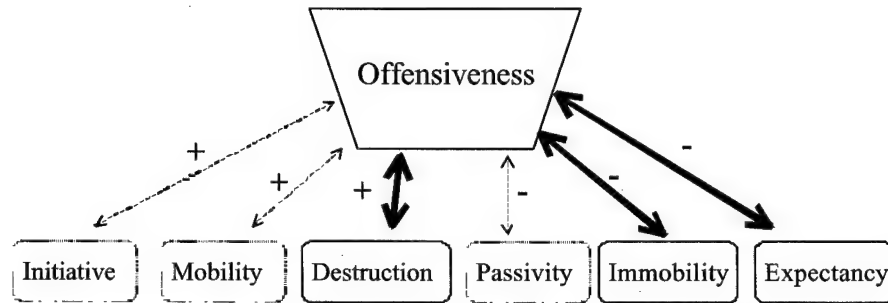 Offensiveness
+
+
+
-
-
-
Initiative
Mobility
Destruction
Passivity
Immobility
Expectancy